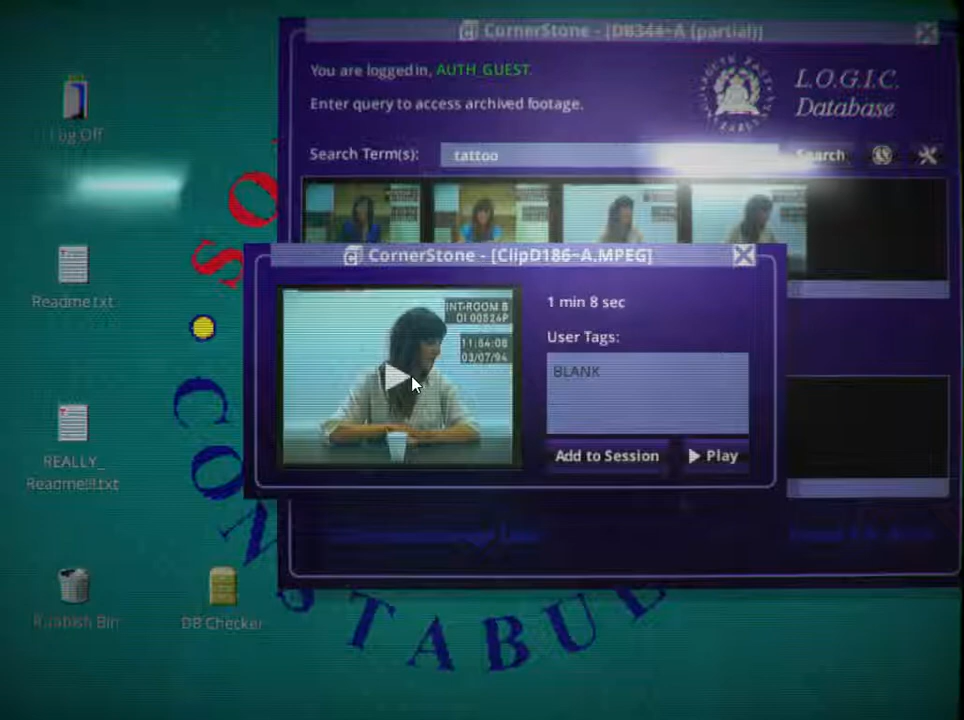 CornerStone - [DB344-A (partial)]
You are logged in, AUTH_GUEST.
Enter query to access archived footage.
L.O.G.I.C.
Database
Search Term(s):
tattoo
Search
Log Off
CornerStone - [ClipD186-A.MPEG]
INT-ROOM B
11:54:08
03/07/94
1 min 8 sec
User Tags:
BLANK
Add to Session
Play
Readme.txt
REALLY_
Readme!!!.txt
Rubbish Bin
DB Checker
SO
CONSTABUL